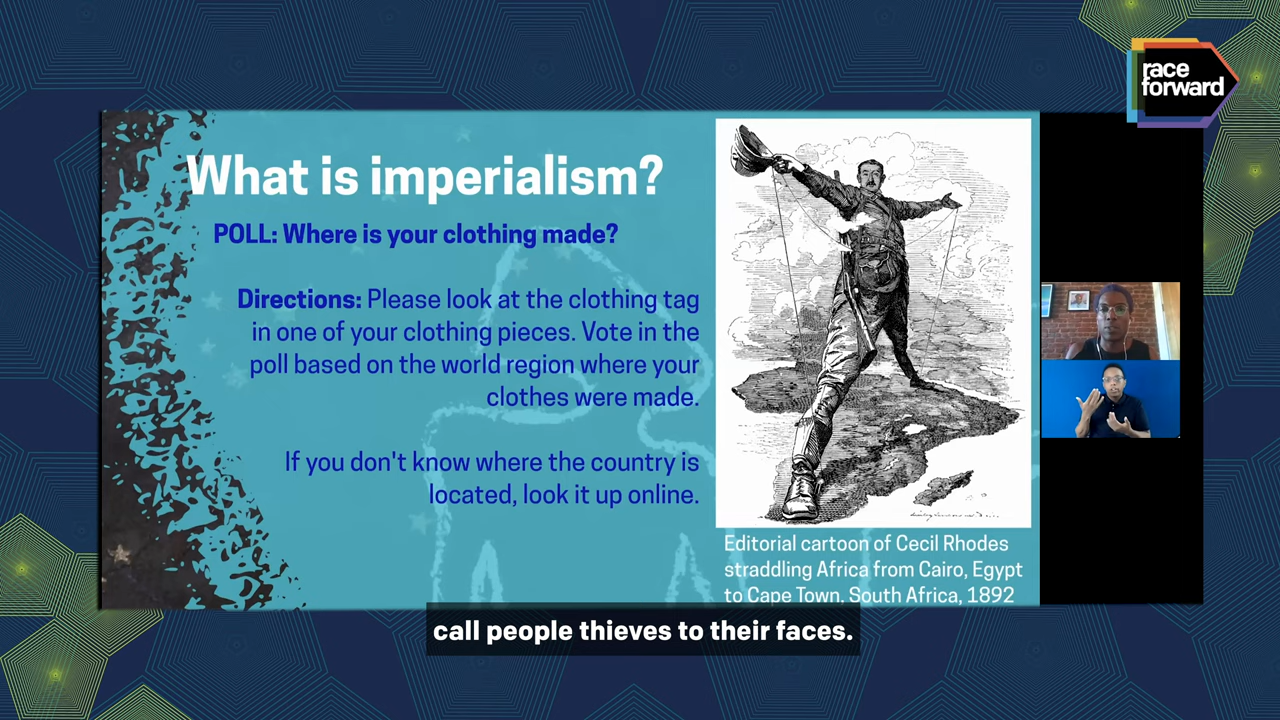 race
forward
What is imperialism?
POLL: Where is your clothing made?
Directions: Please look at the clothing tag
in one of your clothing pieces. Vote in the
poll based on the world region where your
clothes were made.
If you don't know where the country is
located, look it up online.
Editorial cartoon of Cecil Rhodes
straddling Africa from Cairo, Egypt
to Cape Town, South Africa, 1892
call people thieves to their faces.